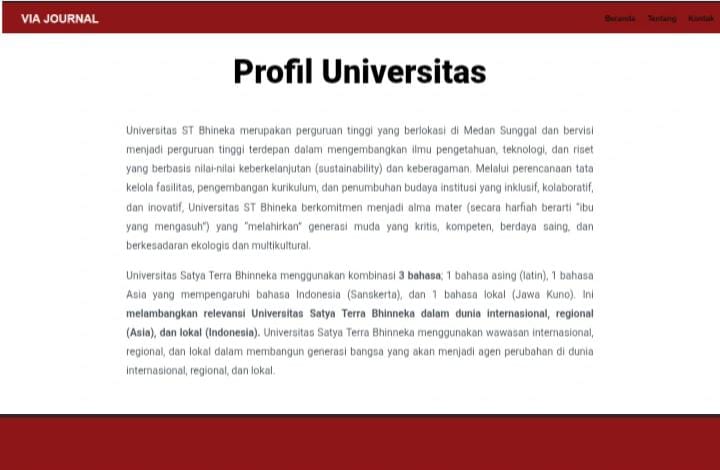 VIA JOURNAL
Beranda Tentang Kontak
Profil Universitas
Universitas ST Bhineka merupakan perguruan tinggi yang berlokasi di Medan Sunggal dan bervisi
menjadi perguruan tinggi terdepan dalam mengembangkan ilmu pengetahuan, teknologi, dan riset
yang berbasis nilai-nilai keberkelanjutan (sustainability) dan keberagaman. Melalui perencanaan tata
kelola fasilitas, pengembangan kurikulum, dan penumbuhan budaya institusi yang inklusif, kolaboratif,
dan inovatif, Universitas ST Bhineka berkomitmen menjadi alma mater (secara harfiah berarti "ibu
yang mengasuh") yang "melahirkan" generasi muda yang kritis, kompeten, berdaya saing, dan
berkesadaran ekologis dan multikultural.
Universitas Satya Terra Bhinneka menggunakan kombinasi 3 bahasa; 1 bahasa asing (latin), 1 bahasa
Asia yang mempengaruhi bahasa Indonesia (Sanskerta), dan 1 bahasa lokal (Jawa Kuno). Ini
melambangkan relevansi Universitas Satya Terra Bhinneka dalam dunia internasional, regional
(Asia), dan lokal (Indonesia). Universitas Satya Terra Bhinneka menggunakan wawasan internasional,
regional, dan lokal dalam membangun generasi bangsa yang akan menjadi agen perubahan di dunia
internasional, regional, dan lokal.